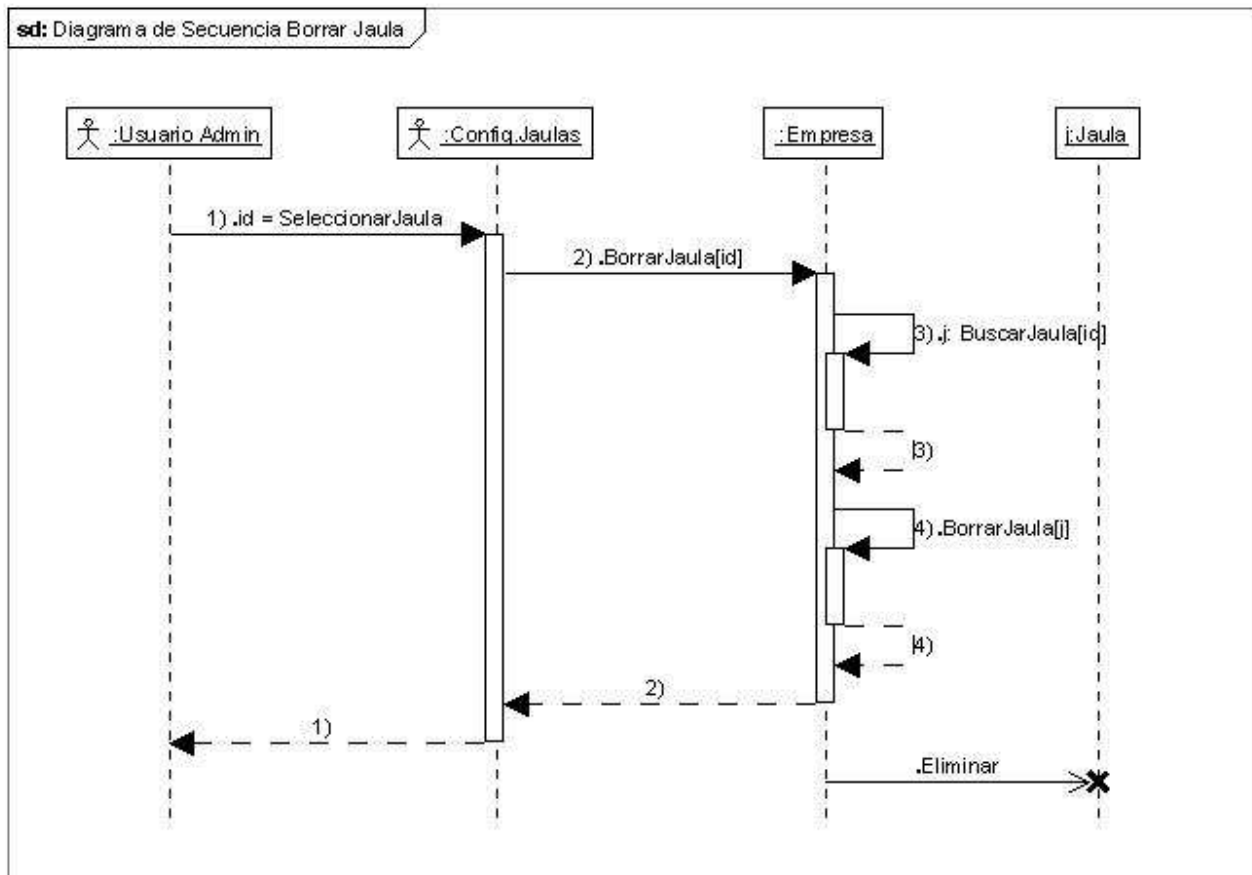 sd: Diagrama de Secuencia Borrar Jaula
:Usuario Admin
:Config.Jaulas
:Empresa
j:Jaula
1) .id = SeleccionarJaula
2) .BorrarJaula[id]
3) .j: BuscarJaula[id]
3)
4) .BorrarJaula[j]
4)
2)
1)
.Eliminar